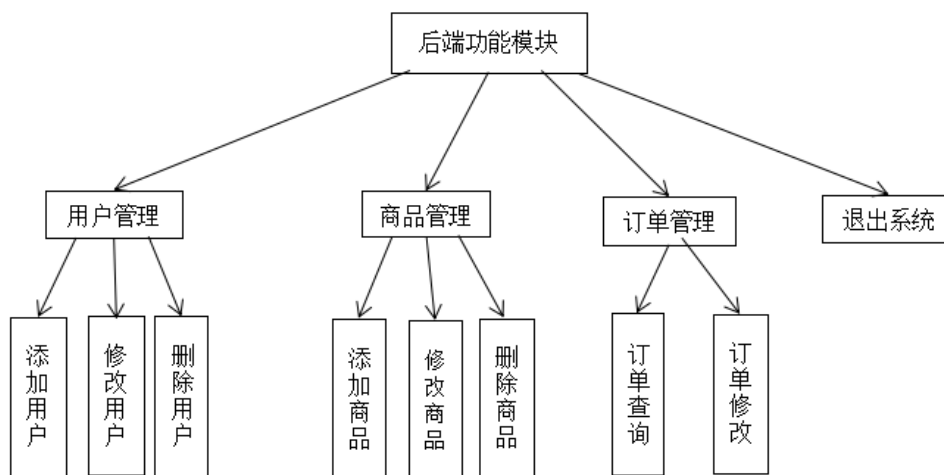 后端功能模块
用户管理
商品管理
订单管理
退出系统
添加用户
修改用户
删除用户
添加商品
修改商品
删除商品
订单查询
订单修改